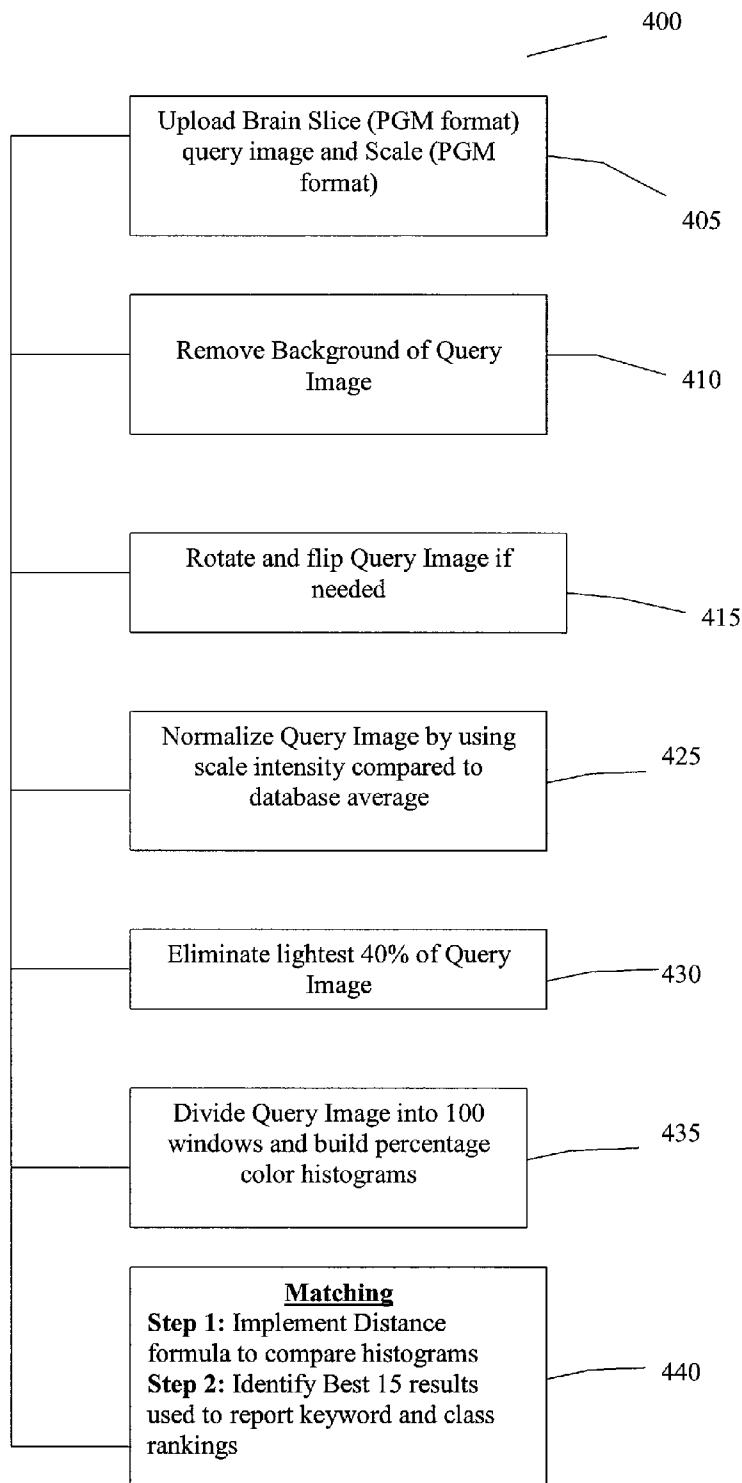 400
Upload Brain Slice (PGM format)
query image and Scale (PGM
format)
405
Remove Background of Query
Image
410
Rotate and flip Query Image if
needed
415
Normalize Query Image by using
scale intensity compared to
database average
425
Eliminate lightest 40% of Query
Image
430
Divide Query Image into 100
windows and build percentage
color histograms
435
Matching
Step 1: Implement Distance
formula to compare histograms
Step 2: Identify Best 15 results
used to report keyword and class
rankings
440